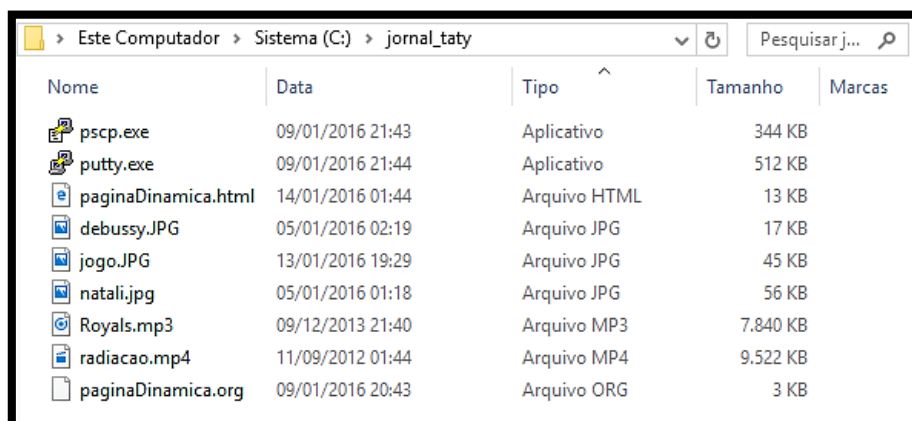 > Este Computador > Sistema (C:) > jornal_taty Pesquisar j...
Nome Data Tipo Tamanho Marcas
pscp.exe 09/01/2016 21:43 Aplicativo 344 KB
putty.exe 09/01/2016 21:44 Aplicativo 512 KB
paginaDinamica.html 14/01/2016 01:44 Arquivo HTML 13 KB
debussy.JPG 05/01/2016 02:19 Arquivo JPG 17 KB
jogo.JPG 13/01/2016 19:29 Arquivo JPG 45 KB
natali.jpg 05/01/2016 01:18 Arquivo JPG 56 KB
Royals.mp3 09/12/2013 21:40 Arquivo MP3 7.840 KB
radiacao.mp4 11/09/2012 01:44 Arquivo MP4 9.522 KB
paginaDinamica.org 09/01/2016 20:43 Arquivo ORG 3 KB